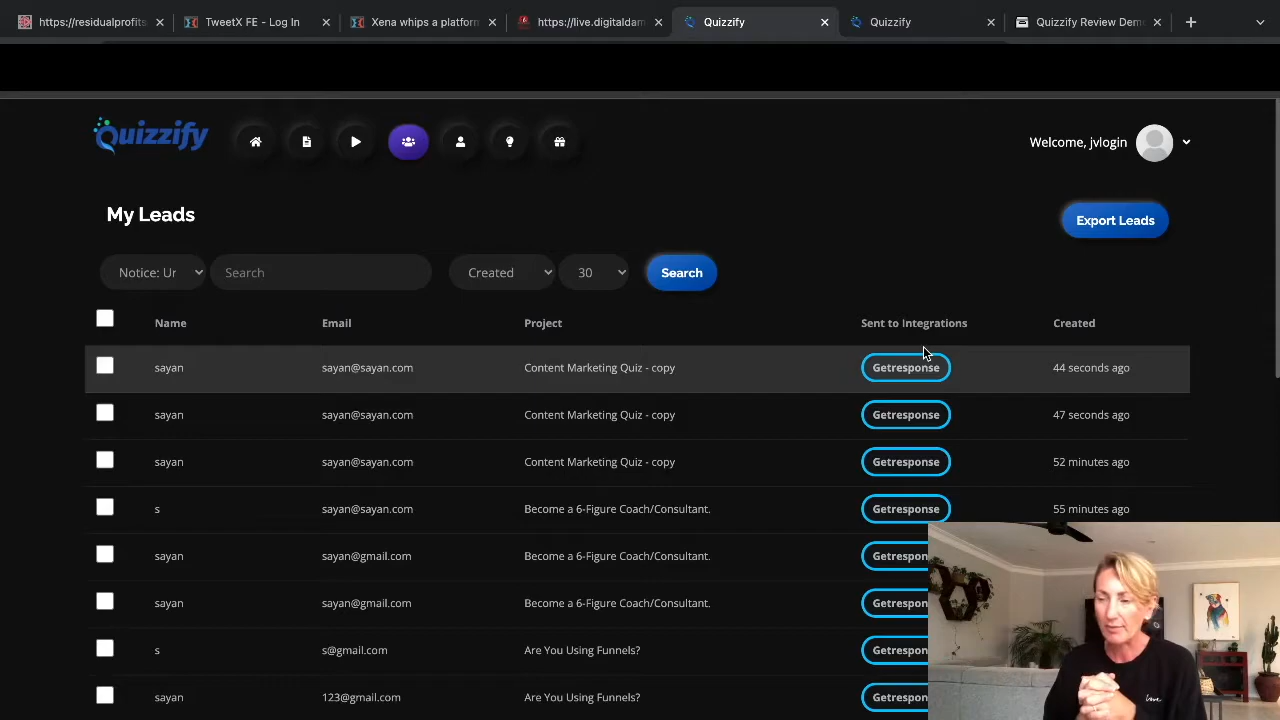 https://residualprofits
TweetX FE - Log In
Xena whips a platform
https://live.digitaldam
Quizzify
Quizzify
Quizzify Review Dem
Quizzify
Welcome, jvlogin
My Leads
Export Leads
Notice: Ur
Search
Created
30
Search
Name Email Project Sent to Integrations Created
sayan sayan@sayan.com Content Marketing Quiz - copy Getresponse 44 seconds ago
sayan sayan@sayan.com Content Marketing Quiz - copy Getresponse 47 seconds ago
sayan sayan@sayan.com Content Marketing Quiz - copy Getresponse 52 minutes ago
s sayan@sayan.com Become a 6-Figure Coach/Consultant. Getresponse 55 minutes ago
sayan sayan@gmail.com Become a 6-Figure Coach/Consultant. Getrespon
sayan sayan@gmail.com Become a 6-Figure Coach/Consultant. Getrespon
s s@gmail.com Are You Using Funnels? Getrespon
sayan 123@gmail.com Are You Using Funnels? Getrespon